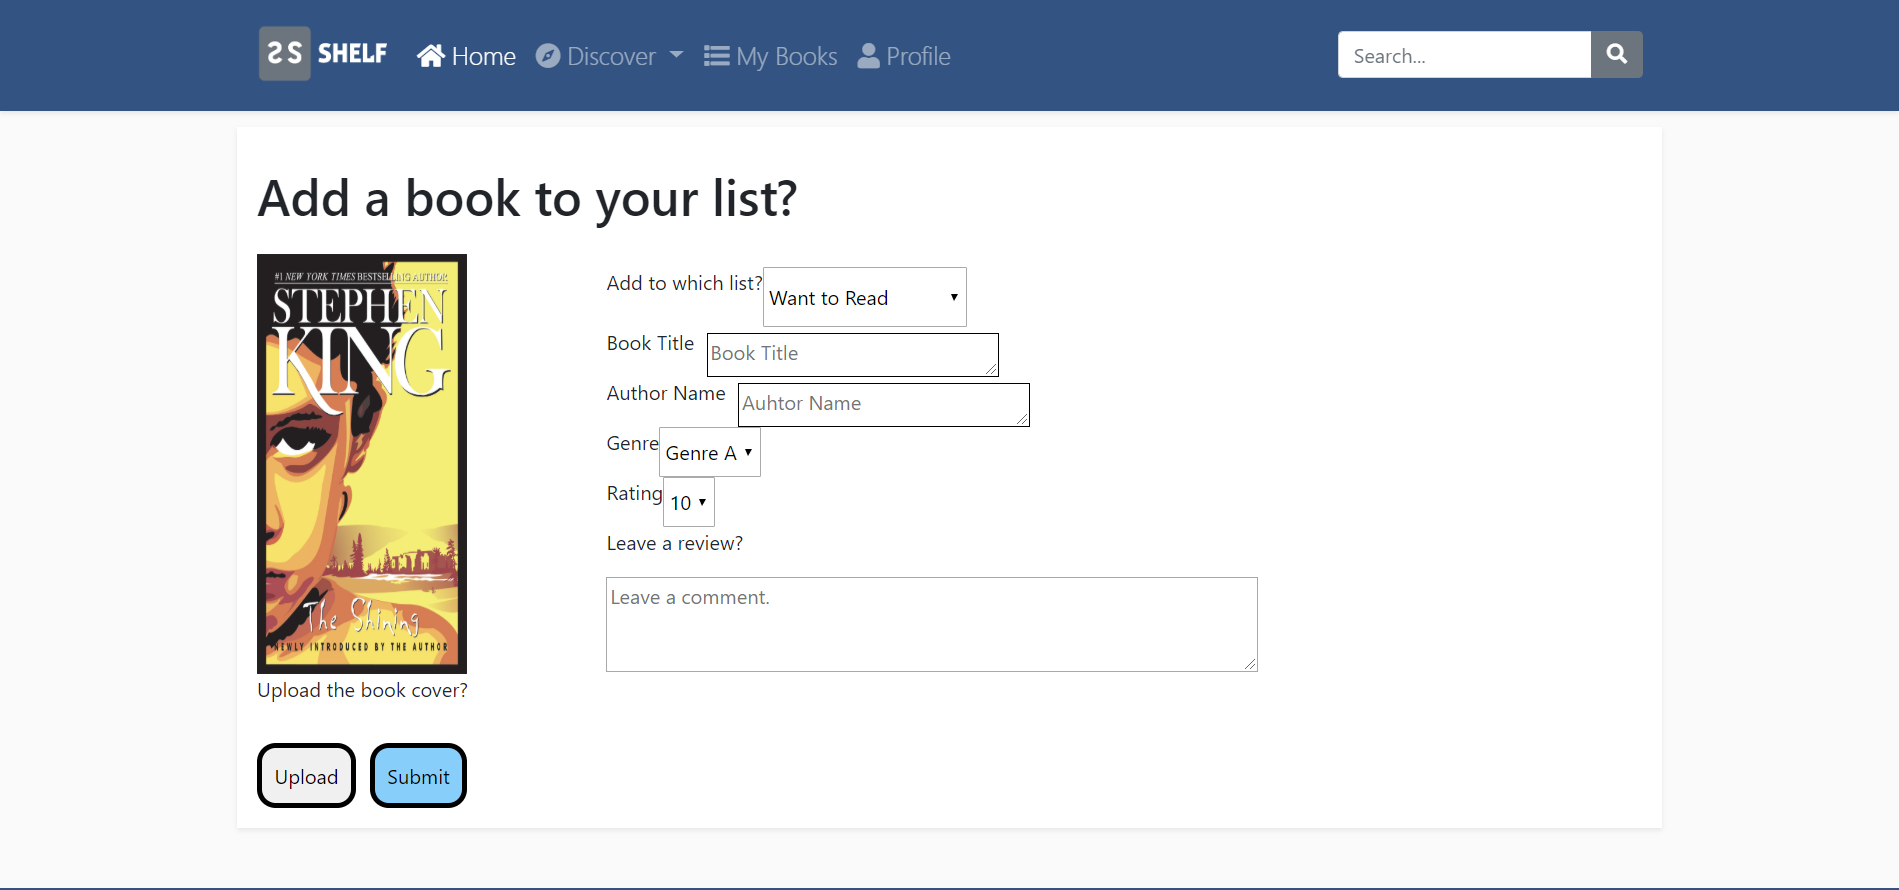 SS SHELF Home Discover My Books Profile Search...
Add a book to your list?
#1 NEW YORK TIMES BESTSELLING AUTHOR
STEPHEN
KING
The Shining
NEWLY INTRODUCED BY THE AUTHOR
Upload the book cover?
Upload Submit
Add to which list? Want to Read
Book Title Book Title
Author Name Auhtor Name
Genre Genre A
Rating 10
Leave a review?
Leave a comment.